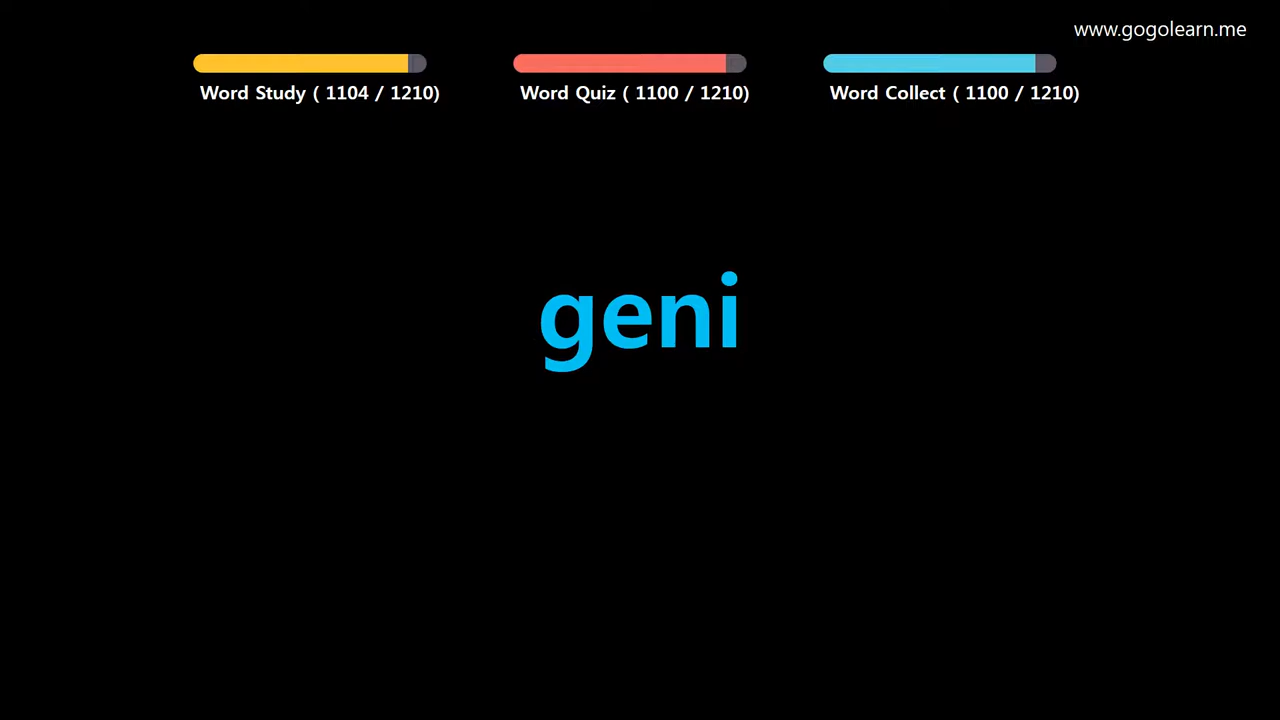 www.gogolearn.me
Word Study ( 1104 / 1210)
Word Quiz ( 1100 / 1210)
Word Collect ( 1100 / 1210)
geni